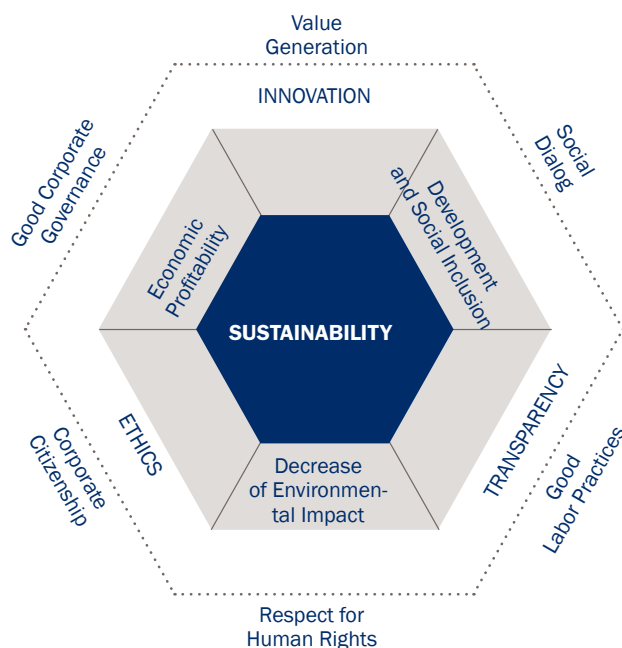 Value
Generation
INNOVATION
Good Corporate
Governance
Social
Dialog
Economic
Profitability
Development
and Social Inclusion
SUSTAINABILITY
ETHICS
Corporate
Citizenship
Decrease
of Environmen-
tal Impact
TRANSPARENCY
Good
Labor Practices
Respect for
Human Rights